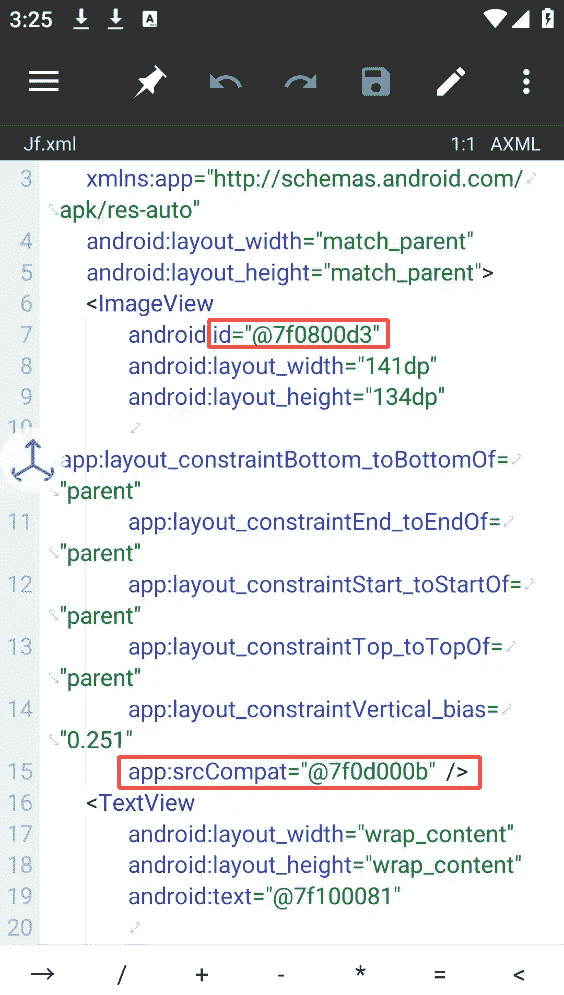 3:25
Jf.xml 1:1 AXML
3 xmlns:app="http://schemas.android.com/
apk/res-auto"
4 android:layout_width="match_parent"
5 android:layout_height="match_parent">
6 <ImageView
7 android:id="@7f0800d3"
8 android:layout_width="141dp"
9 android:layout_height="134dp"
10
app:layout_constraintBottom_toBottomOf=
"parent"
11 app:layout_constraintEnd_toEndOf=
"parent"
12 app:layout_constraintStart_toStartOf=
"parent"
13 app:layout_constraintTop_toTopOf=
"parent"
14 app:layout_constraintVertical_bias=
"0.251"
15 app:srcCompat="@7f0d000b" />
16 <TextView
17 android:layout_width="wrap_content"
18 android:layout_height="wrap_content"
19 android:text="@7f100081"
20
→ / + - * = <